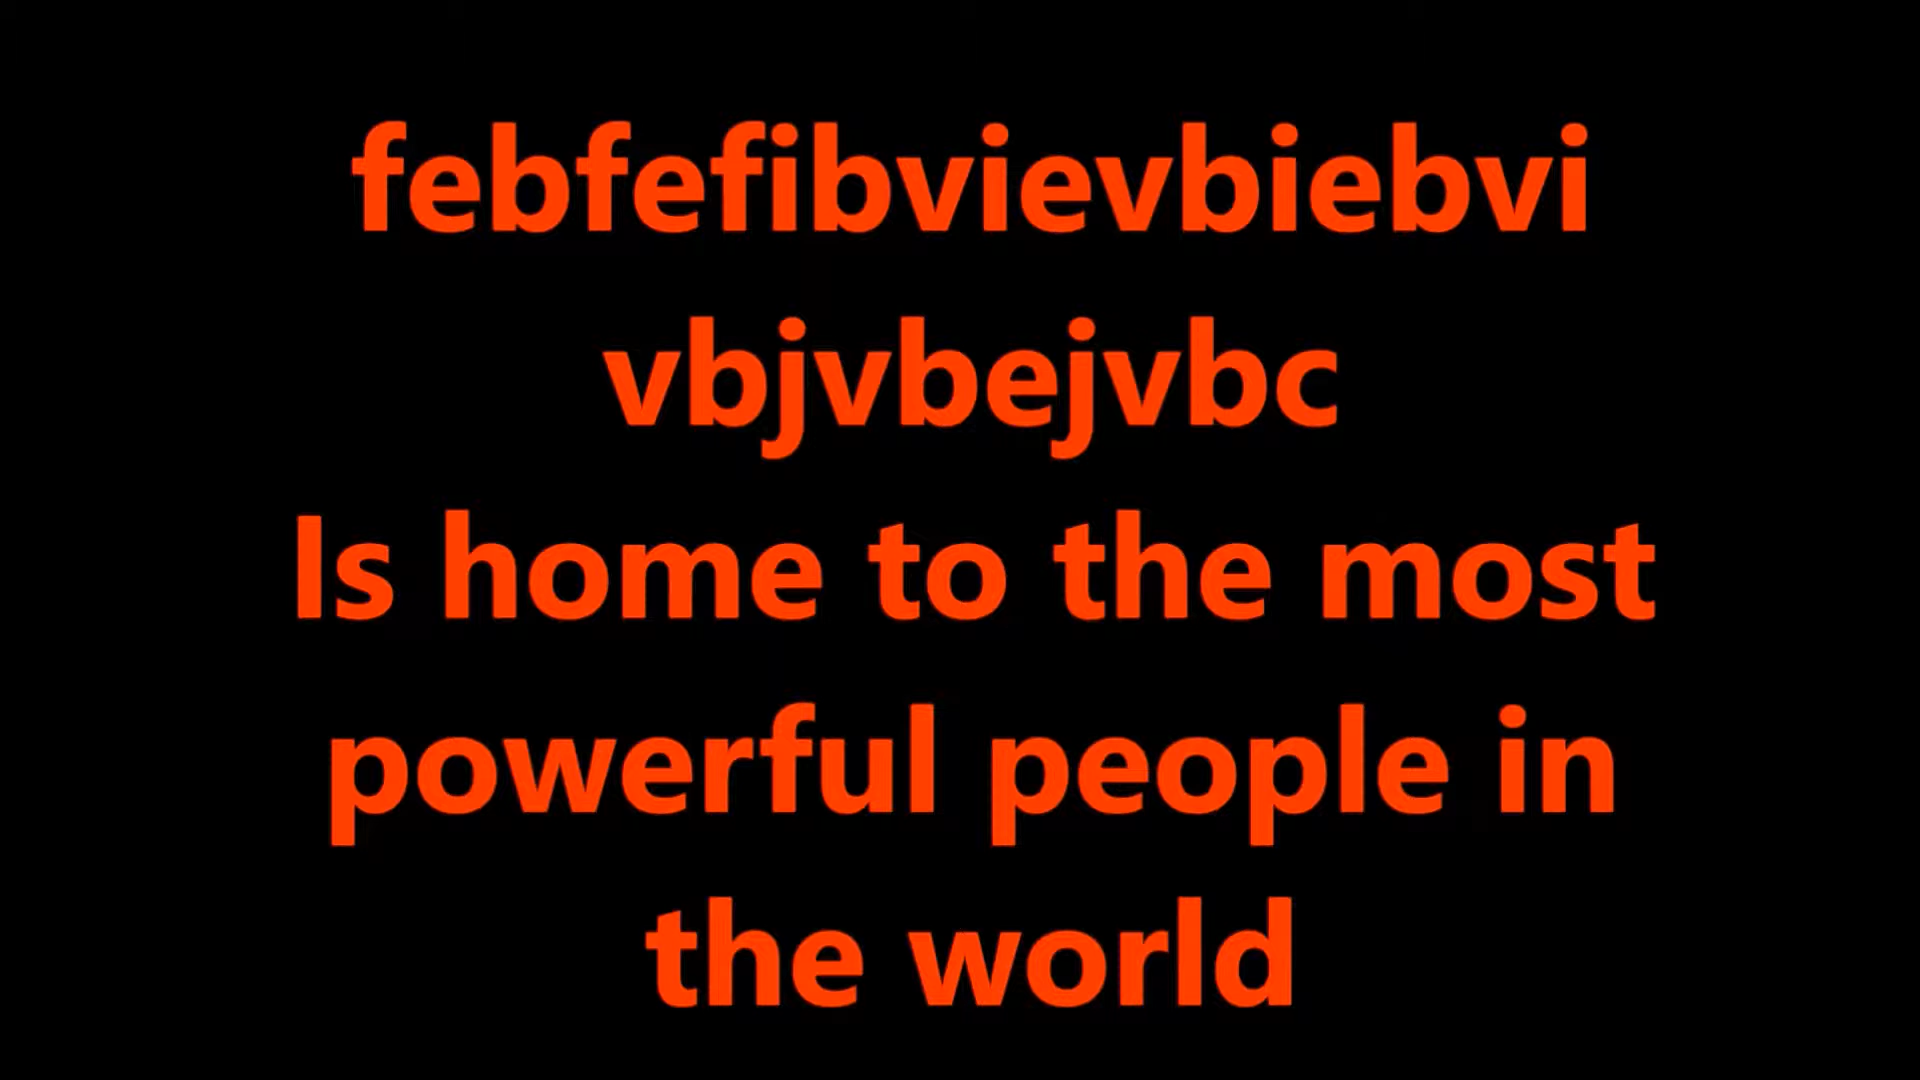 febfefibvievbiebvi
vbjvbejvbc
Is home to the most
powerful people in
the world